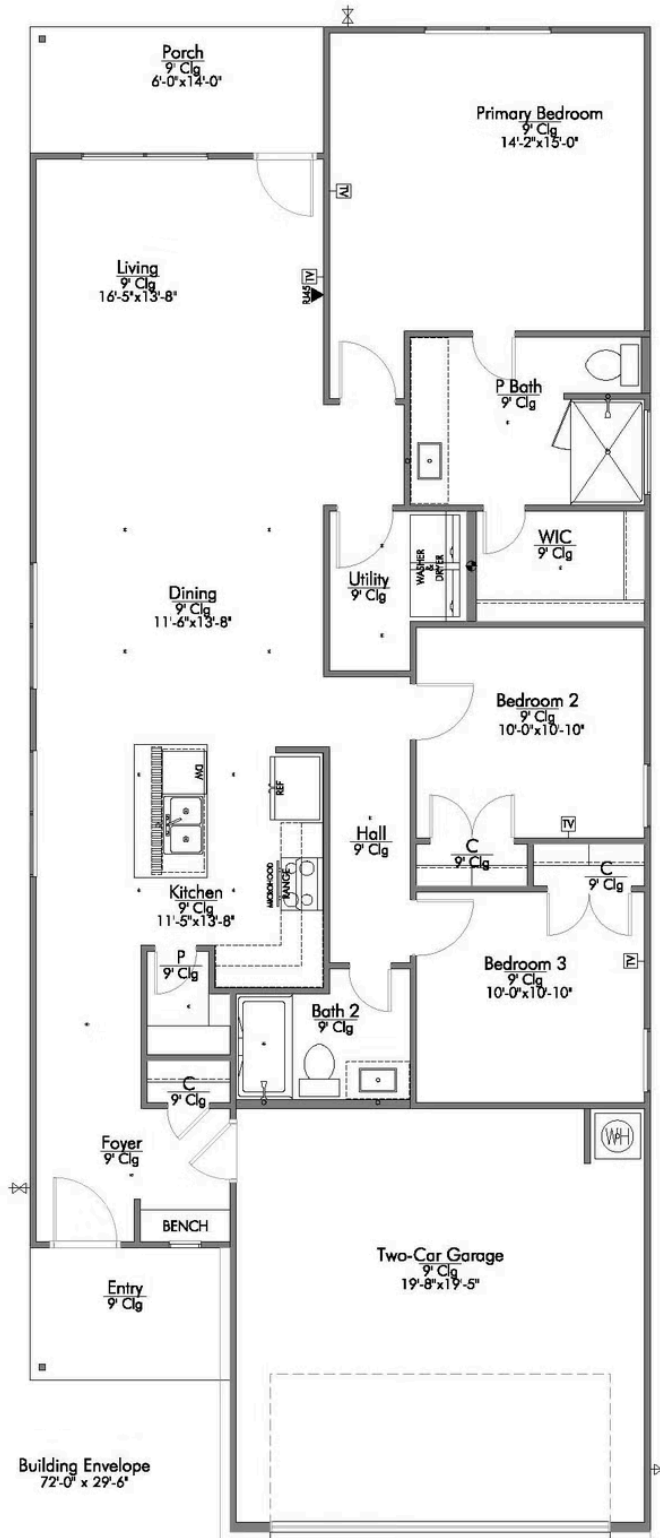 Porch
9' Clg
6'-0"x14'-0"
Primary Bedroom
9' Clg
14'-2"x15'-0"
TV
Living
9' Clg
16'-5"x13'-8"
TV
RJ45
P Bath
9' Clg
WIC
9' Clg
Utility
9' Clg
WASHER
&
DRYER
Dining
9' Clg
11'-6"x13'-8"
Bedroom 2
9' Clg
10'-0"x10'-10"
TV
DW
REF
Hall
9' Clg
C
9' Clg
C
9' Clg
MICROHOOD
RANGE
Kitchen
9' Clg
11'-5"x13'-8"
P
9' Clg
Bedroom 3
9' Clg
10'-0"x10'-10"
TV
Bath 2
9' Clg
C
9' Clg
WH
Foyer
9' Clg
BENCH
Two-Car Garage
9' Clg
19'-8"x19'-5"
Entry
9' Clg
Building Envelope
72'-0" x 29'-6"